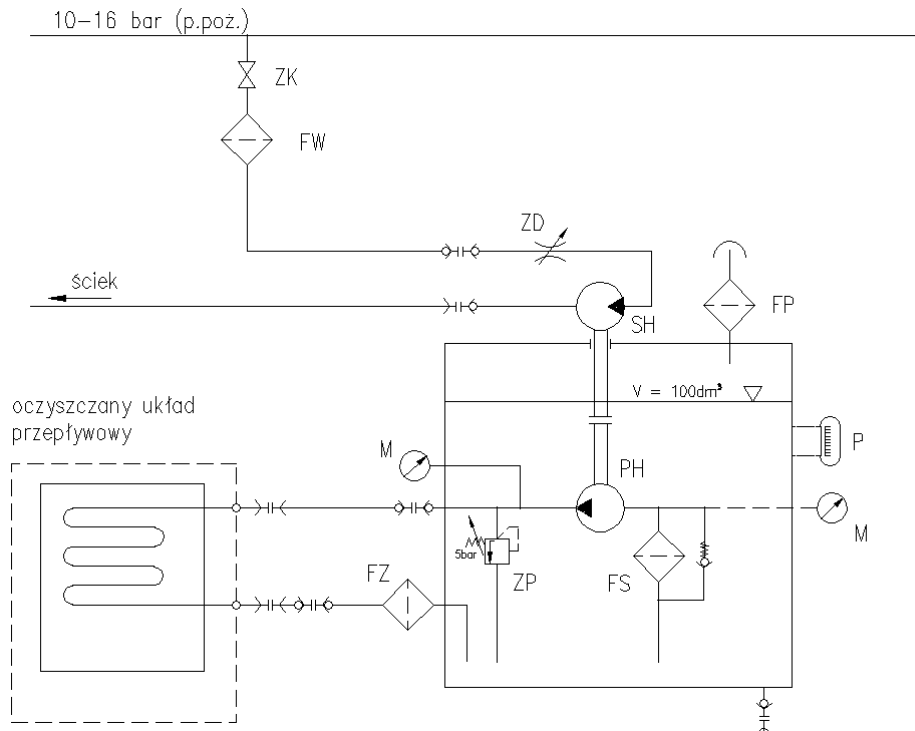 10-16 bar (p.poż.)
ZK
FW
ZD
ściek
SH
FP
V = 100dm³
oczyszczany układ
przepływowy
M
PH
P
M
5bar
ZP
FZ
FS